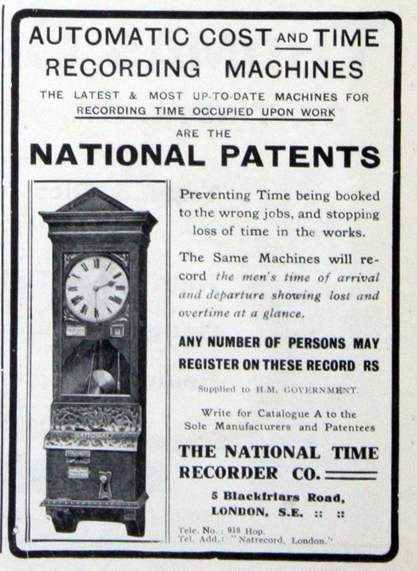 AUTOMATIC COST AND TIME
RECORDING MACHINES
THE LATEST & MOST UP-TO-DATE MACHINES FOR
RECORDING TIME OCCUPIED UPON WORK
ARE THE
NATIONAL PATENTS
Preventing Time being booked
to the wrong jobs, and stopping
loss of time in the works.
The Same Machines will re-
cord the men's time of arrival
and departure showing lost and
overtime at a glance.
ANY NUMBER OF PERSONS MAY
REGISTER ON THESE RECORD RS
Supplied to H.M. GOVERNMENT.
Write for Catalogue A to the
Sole Manufacturers and Patentees
THE NATIONAL TIME
RECORDER CO.
5 Blackfriars Road,
LONDON, S.E. :: ::
Tele. No.: 918 Hop.
Tel. Add.: "Natrecord, London."